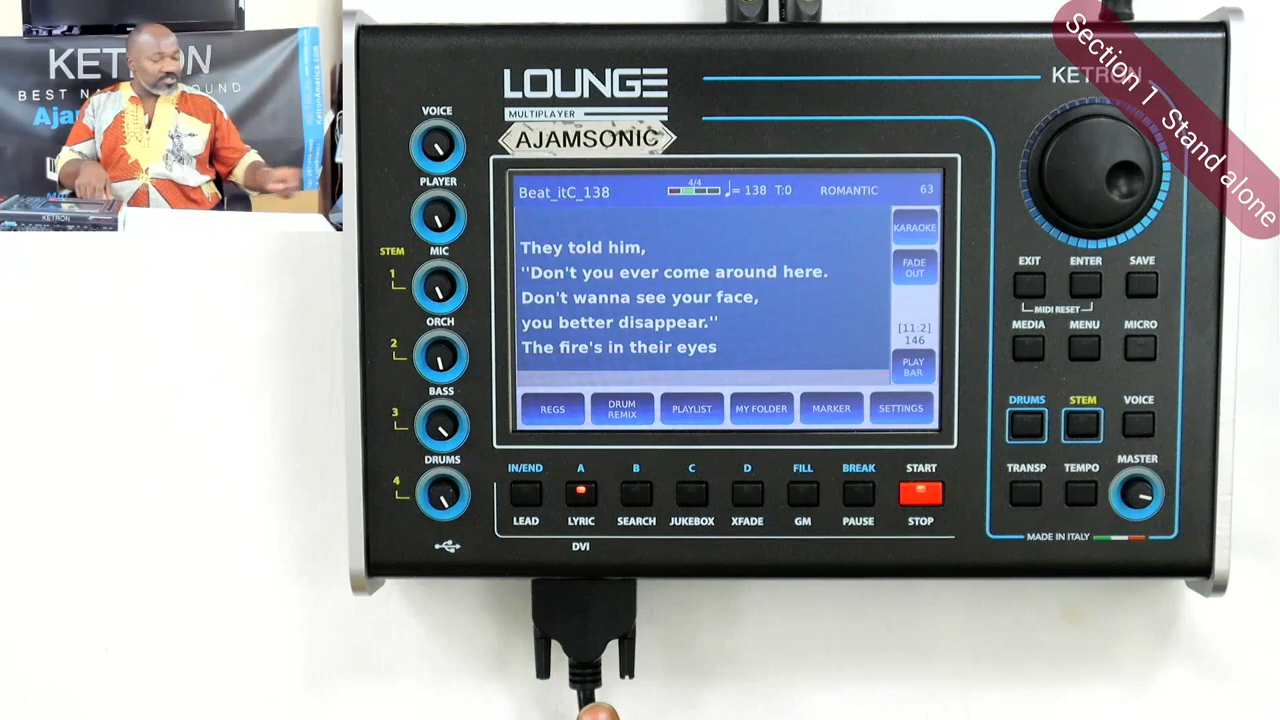 KETRON
BEST NA
Aja
KETRON
Section 1 Stand alone
LOUNGE
MULTIPLAYER
AJAMSONIC
KETRON
VOICE
PLAYER
STEM
MIC
1
ORCH
2
BASS
3
DRUMS
4
Beat_itC_138
4/4
= 138 T:0
ROMANTIC
63
They told him,
"Don't you ever come around here.
Don't wanna see your face,
you better disappear."
The fire's in their eyes
KARAOKE
FADE
OUT
[11:2]
146
PLAY
BAR
REGS
DRUM
REMIX
PLAYLIST
MY FOLDER
MARKER
SETTINGS
IN/END A B C D FILL BREAK START
LEAD LYRIC SEARCH JUKEBOX XFADE GM PAUSE STOP
DVI
EXIT ENTER SAVE
MIDI RESET
MEDIA MENU MICRO
DRUMS STEM VOICE
TRANSP TEMPO MASTER
MADE IN ITALY